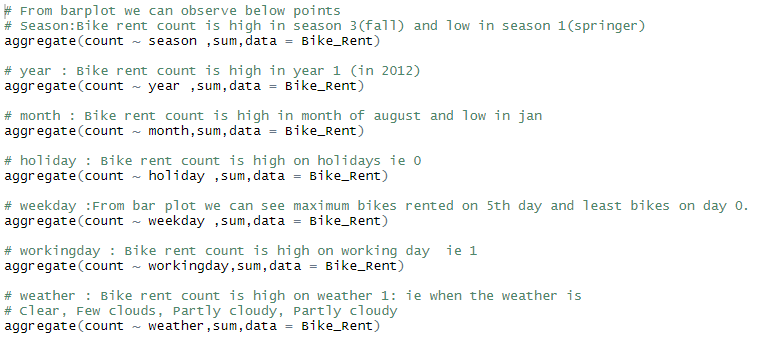 # From barplot we can observe below points
# Season:Bike rent count is high in season 3(fall) and low in season 1(springer)
aggregate(count ~ season ,sum,data = Bike_Rent)
# year : Bike rent count is high in year 1 (in 2012)
aggregate(count ~ year ,sum,data = Bike_Rent)
# month : Bike rent count is high in month of august and low in jan
aggregate(count ~ month,sum,data = Bike_Rent)
# holiday : Bike rent count is high on holidays ie 0
aggregate(count ~ holiday ,sum,data = Bike_Rent)
# weekday :From bar plot we can see maximum bikes rented on 5th day and least bikes on day 0.
aggregate(count ~ weekday ,sum,data = Bike_Rent)
# workingday : Bike rent count is high on working day  ie 1
aggregate(count ~ workingday,sum,data = Bike_Rent)
# weather : Bike rent count is high on weather 1: ie when the weather is
# Clear, Few clouds, Partly cloudy, Partly cloudy
aggregate(count ~ weather,sum,data = Bike_Rent)